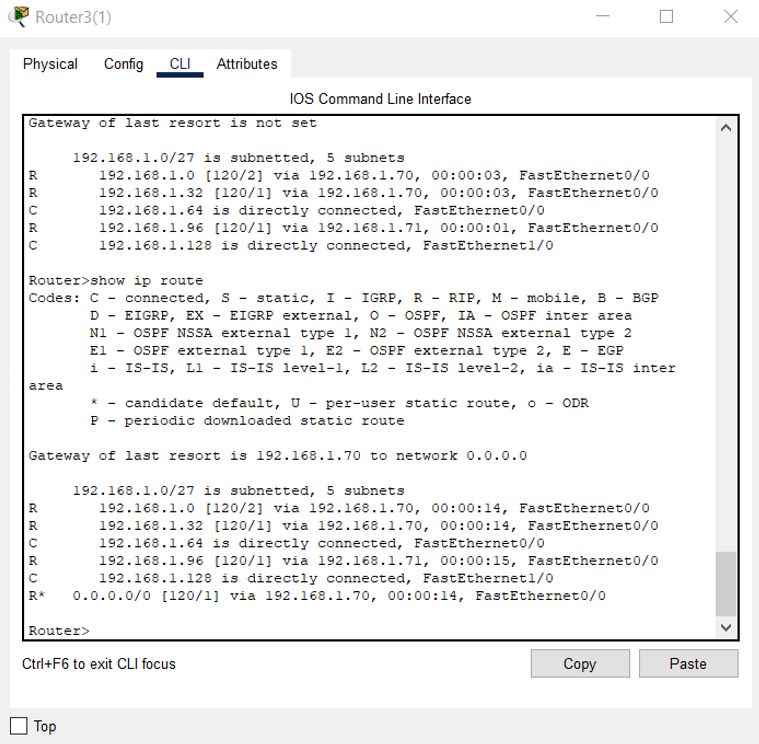 Router3(1)
Physical Config CLI Attributes
IOS Command Line Interface
Gateway of last resort is not set
192.168.1.0/27 is subnetted, 5 subnets
R 192.168.1.0 [120/2] via 192.168.1.70, 00:00:03, FastEthernet0/0
R 192.168.1.32 [120/1] via 192.168.1.70, 00:00:03, FastEthernet0/0
C 192.168.1.64 is directly connected, FastEthernet0/0
R 192.168.1.96 [120/1] via 192.168.1.71, 00:00:01, FastEthernet0/0
C 192.168.1.128 is directly connected, FastEthernet1/0
Router>show ip route
Codes: C - connected, S - static, I - IGRP, R - RIP, M - mobile, B - BGP
D - EIGRP, EX - EIGRP external, O - OSPF, IA - OSPF inter area
N1 - OSPF NSSA external type 1, N2 - OSPF NSSA external type 2
E1 - OSPF external type 1, E2 - OSPF external type 2, E - EGP
i - IS-IS, L1 - IS-IS level-1, L2 - IS-IS level-2, ia - IS-IS inter
area
* - candidate default, U - per-user static route, o - ODR
P - periodic downloaded static route
Gateway of last resort is 192.168.1.70 to network 0.0.0.0
192.168.1.0/27 is subnetted, 5 subnets
R 192.168.1.0 [120/2] via 192.168.1.70, 00:00:14, FastEthernet0/0
R 192.168.1.32 [120/1] via 192.168.1.70, 00:00:14, FastEthernet0/0
C 192.168.1.64 is directly connected, FastEthernet0/0
R 192.168.1.96 [120/1] via 192.168.1.71, 00:00:15, FastEthernet0/0
C 192.168.1.128 is directly connected, FastEthernet1/0
R* 0.0.0.0/0 [120/1] via 192.168.1.70, 00:00:14, FastEthernet0/0
Router>
Ctrl+F6 to exit CLI focus Copy Paste
Top